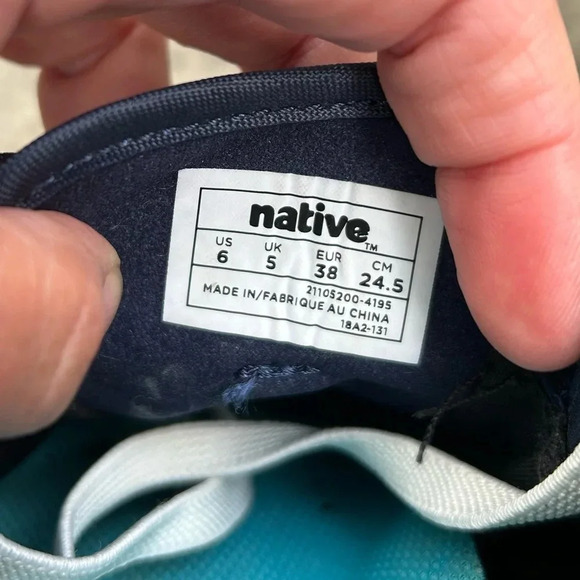 native™
US UK EUR CM
6 5 38 24.5
21105200-4195
MADE IN/FABRIQUE AU CHINA
18A2-131